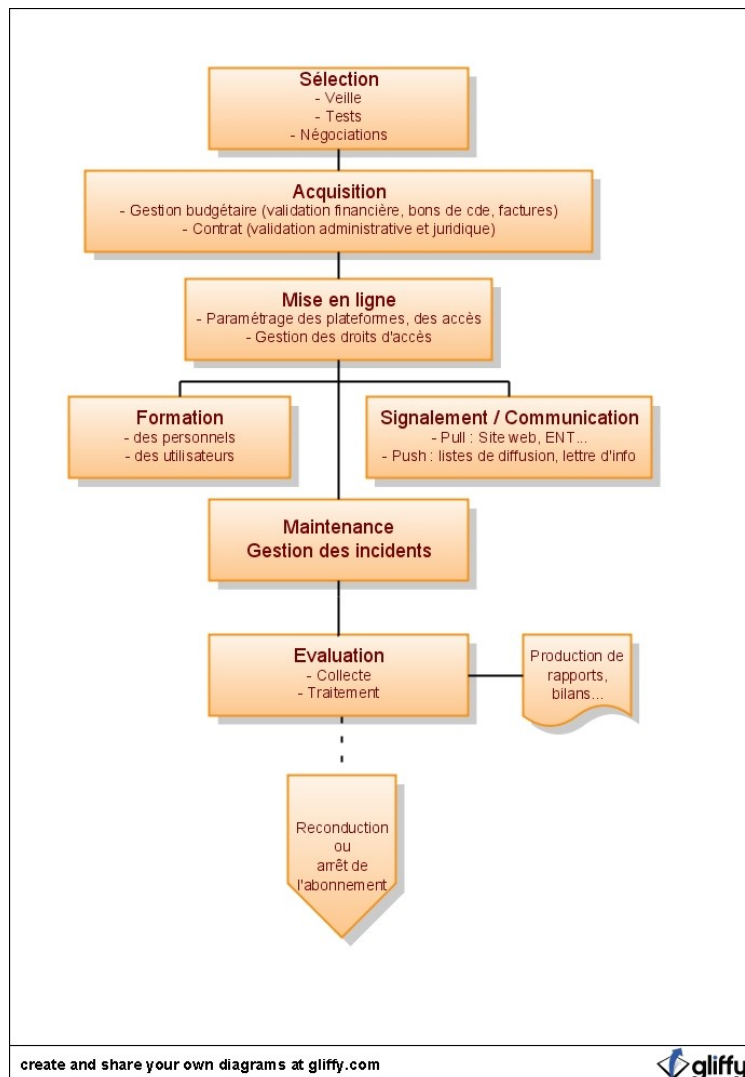 Sélection
- Veille
- Tests
- Négociations
Acquisition
- Gestion budgétaire (validation financière, bons de cde, factures)
- Contrat (validation administrative et juridique)
Mise en ligne
- Paramétrage des plateformes, des accès
- Gestion des droits d'accès
Formation
- des personnels
- des utilisateurs
Signalement / Communication
- Pull : Site web, ENT...
- Push : listes de diffusion, lettre d'info
Maintenance
Gestion des incidents
Evaluation
- Collecte
- Traitement
Production de
rapports,
bilans...
Reconduction
ou
arrêt de
l'abonnement
create and share your own diagrams at gliffy.com
gliffy